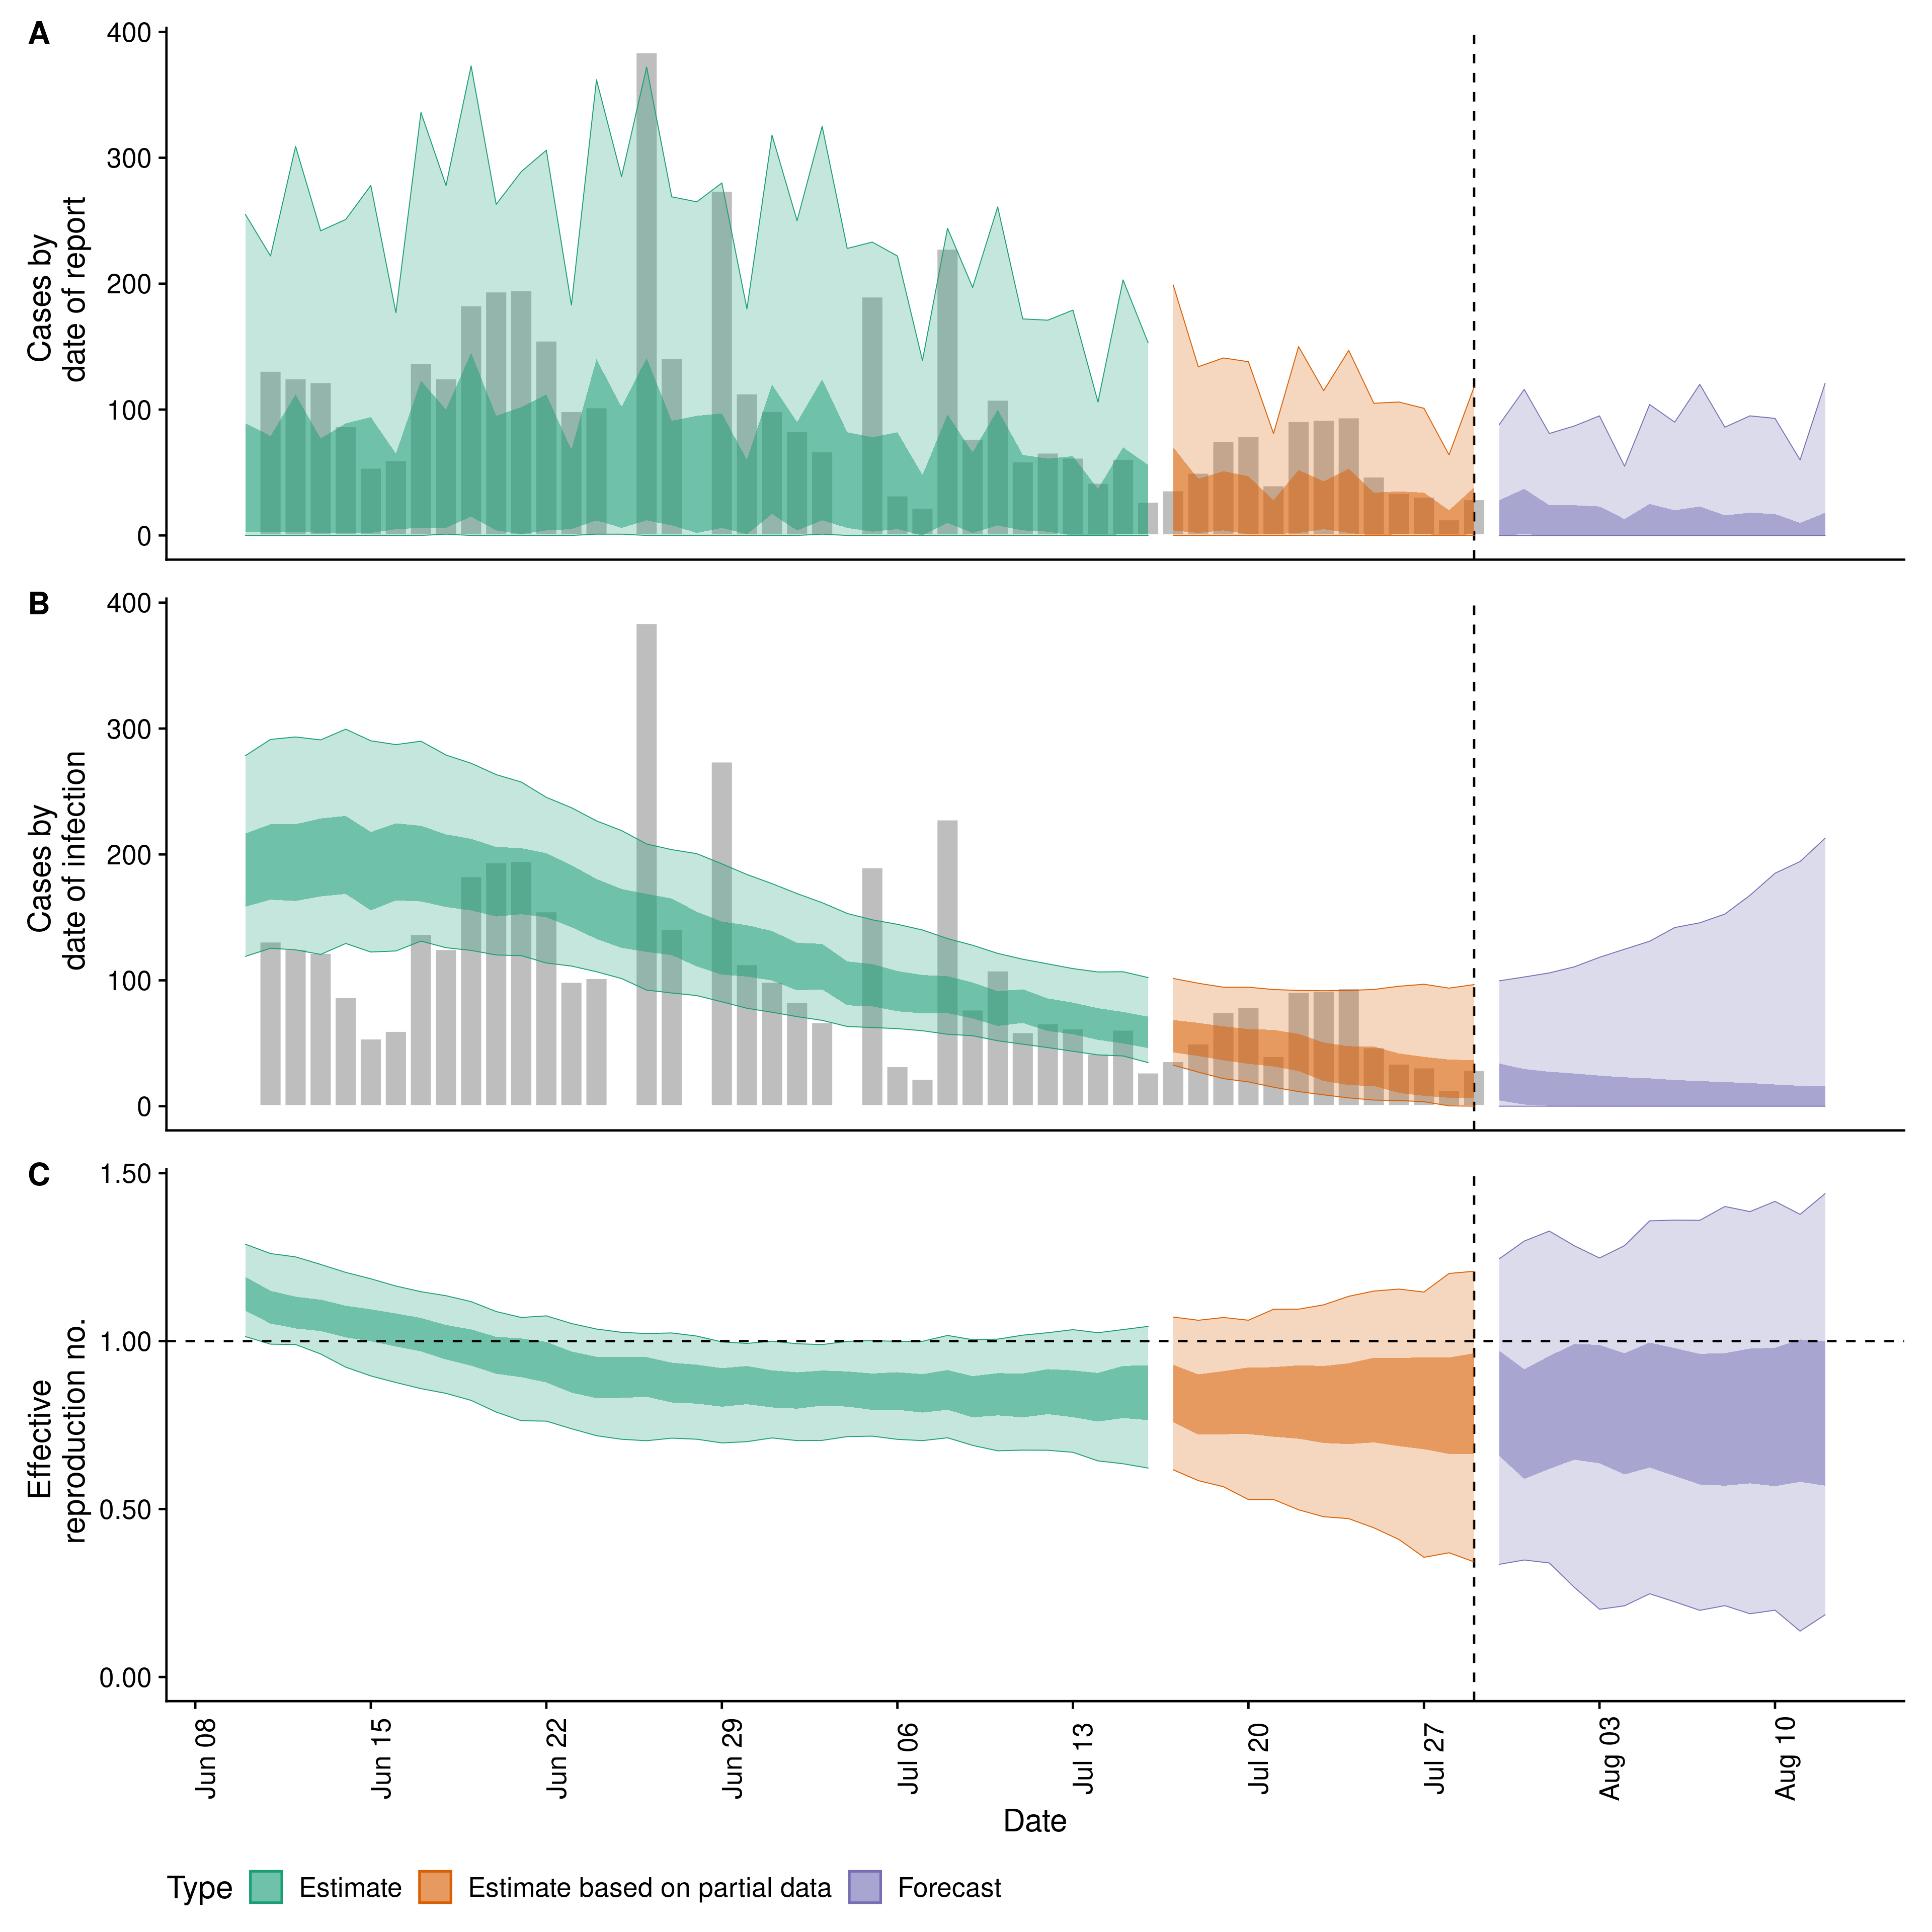 A
400
300
200
100
0
Cases by
date of report
B
400
300
200
100
0
Cases by
date of infection
C
1.50
1.00
0.50
0.00
Effective
reproduction no.
Jun 08
Jun 15
Jun 22
Jun 29
Jul 06
Jul 13
Jul 20
Jul 27
Aug 03
Aug 10
Date
Type
Estimate
Estimate based on partial data
Forecast